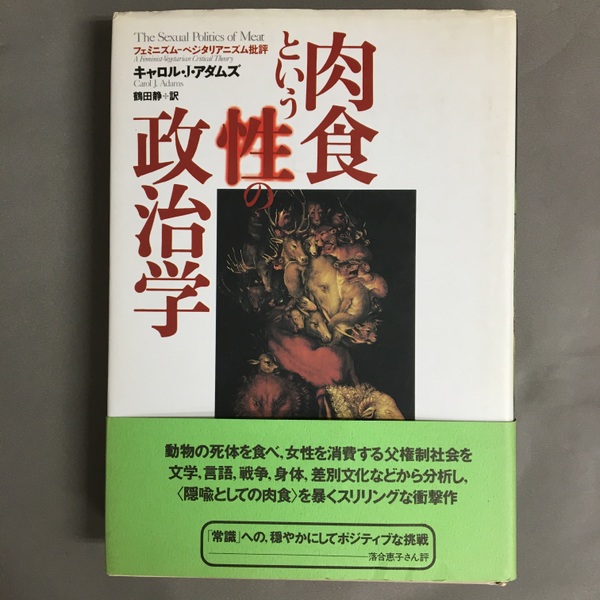 The Sexual Politics of Meat
フェミニズム−ベジタリアニズム批評
A Feminist-Vegetarian Critical Theory
キャロル・J・アダムズ
Carol J. Adams
鶴田静＋訳
肉食
という
性の
政治学
動物の死体を食べ、女性を消費する父権制社会を
文学、言語、戦争、身体、差別文化などから分析し、
〈隠喩としての肉食〉を暴くスリリングな衝撃作
「常識」への、穏やかにしてポジティブな挑戦
落合恵子さん評